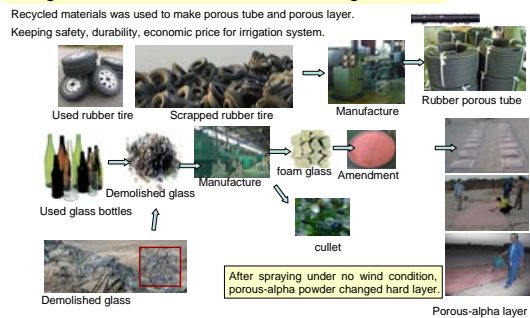 Recycled materials was used to make porous tube and porous layer.
Keeping safety, durability, economic price for irrigation system.
Used rubber tire
Scrapped rubber tire
Manufacture
Rubber porous tube
Used glass bottles
Demolished glass
Manufacture
foam glass
Amendment
cullet
Demolished glass
After spraying under no wind condition,
porous-alpha powder changed hard layer.
Porous-alpha layer